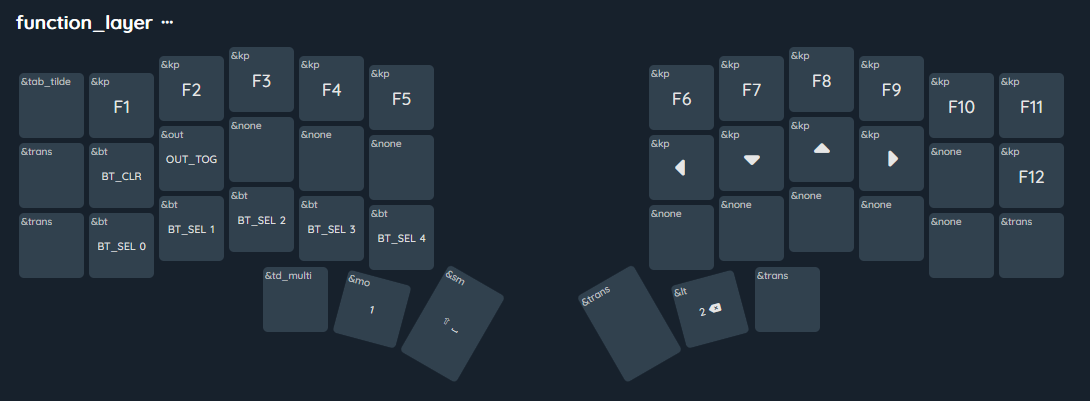 function_layer ···
&tab_tilde &kp F1 &kp F2 &kp F3 &kp F4 &kp F5 &kp F6 &kp F7 &kp F8 &kp F9 &kp F10 &kp F11
&trans &bt BT_CLR &out OUT_TOG &none &none &none &kp &kp &kp &kp &none &kp F12
&trans &bt BT_SEL 0 &bt BT_SEL 1 &bt BT_SEL 2 &bt BT_SEL 3 &bt BT_SEL 4 &none &none &none &none &none &trans
&td_multi &mo 1 &sm &trans &lt 2 &trans